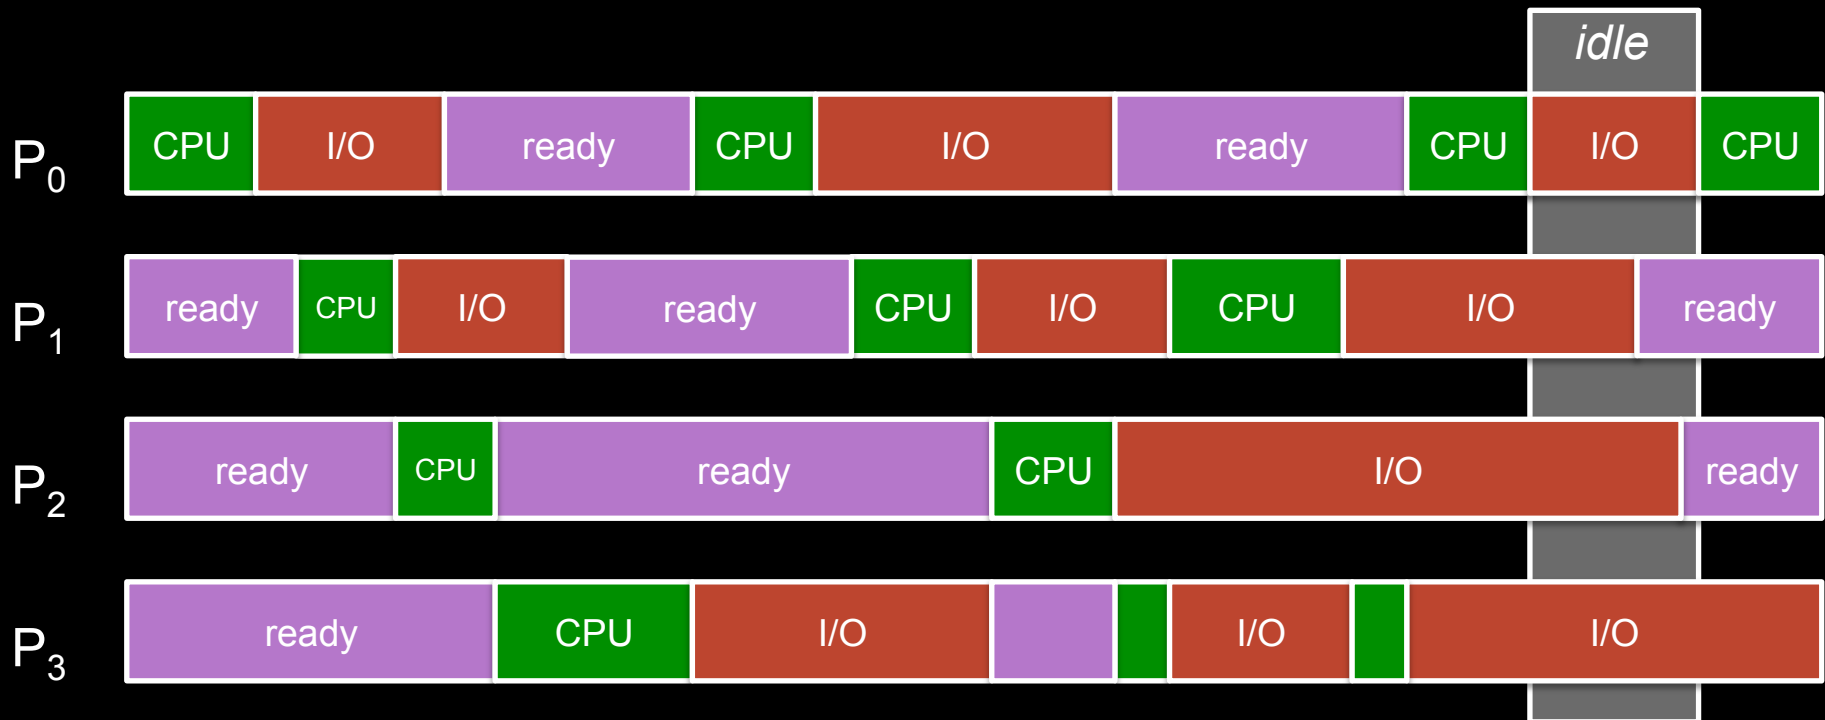 idle
P0 CPU I/O ready CPU I/O ready CPU I/O CPU
P1 ready CPU I/O ready CPU I/O CPU I/O ready
P2 ready CPU ready CPU I/O ready
P3 ready CPU I/O I/O I/O